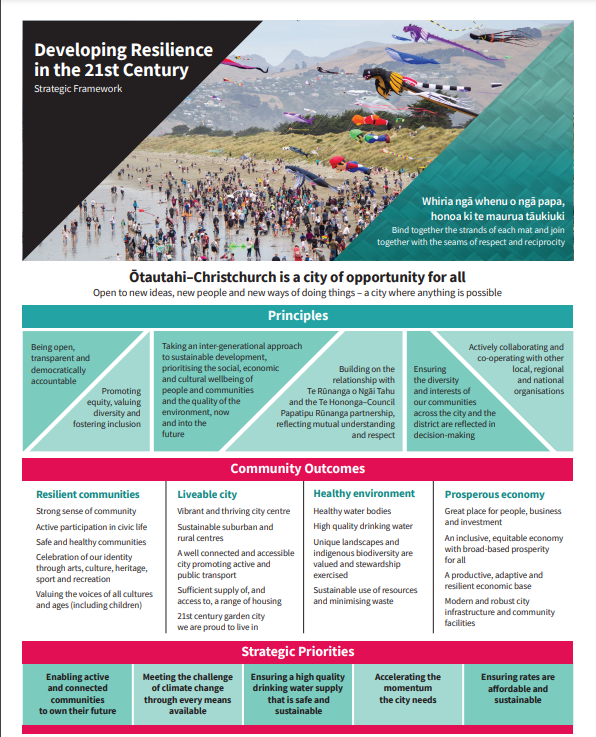 Developing Resilience
in the 21st Century
Strategic Framework
Whiria ngā whenu o ngā papa,
honoa ki te maurua tāukiuki
Bind together the strands of each mat and join
together with the seams of respect and reciprocity
Ōtautahi–Christchurch is a city of opportunity for all
Open to new ideas, new people and new ways of doing things – a city where anything is possible
Principles
Being open,
transparent and
democratically
accountable
Promoting
equity, valuing
diversity and
fostering inclusion
Taking an inter-generational approach
to sustainable development,
prioritising the social, economic
and cultural wellbeing of
people and communities
and the quality of the
environment, now
and into the
future
Building on the
relationship with
Te Rūnanga o Ngāi Tahu
and the Te Hononga–Council
Papatipu Rūnanga partnership,
reflecting mutual understanding
and respect
Ensuring
the diversity
and interests of
our communities
across the city and the
district are reflected in
decision-making
Actively collaborating and
co-operating with other
local, regional
and national
organisations
Community Outcomes
Resilient communities
Strong sense of community
Active participation in civic life
Safe and healthy communities
Celebration of our identity
through arts, culture, heritage,
sport and recreation
Valuing the voices of all cultures
and ages (including children)
Liveable city
Vibrant and thriving city centre
Sustainable suburban and
rural centres
A well connected and accessible
city promoting active and
public transport
Sufficient supply of, and
access to, a range of housing
21st century garden city
we are proud to live in
Healthy environment
Healthy water bodies
High quality drinking water
Unique landscapes and
indigenous biodiversity are
valued and stewardship
exercised
Sustainable use of resources
and minimising waste
Prosperous economy
Great place for people, business
and investment
An inclusive, equitable economy
with broad-based prosperity
for all
A productive, adaptive and
resilient economic base
Modern and robust city
infrastructure and community
facilities
Strategic Priorities
Enabling active
and connected
communities
to own their future
Meeting the challenge
of climate change
through every means
available
Ensuring a high quality
drinking water supply
that is safe and
sustainable
Accelerating the
momentum
the city needs
Ensuring rates are
affordable and
sustainable